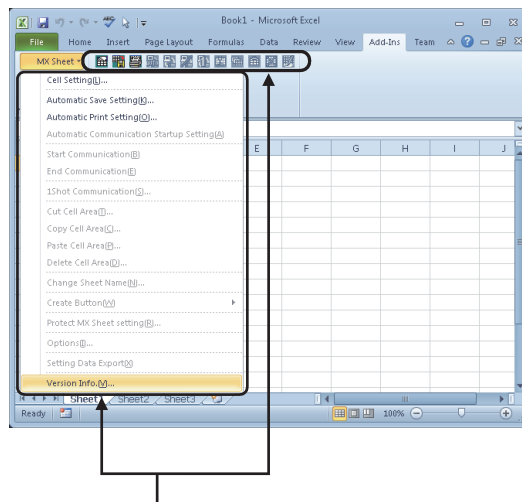 Book1 - Microsoft Excel
File Home Insert Page Layout Formulas Data Review View Add-Ins Team
MX Sheet
Cell Setting(L)...
Automatic Save Setting(K)...
Automatic Print Setting(O)...
Automatic Communication Startup Setting(A)
Start Communication(B)
End Communication(E)
1Shot Communication(S)...
Cut Cell Area(T)...
Copy Cell Area(C)...
Paste Cell Area(P)...
Delete Cell Area(D)...
Change Sheet Name(N)...
Create Button(W)
Protect MX Sheet setting(R)...
Options(I)...
Setting Data Export(X)
Version Info.(V)...
E F G H I J
Sheet1 Sheet2 Sheet3
Ready 100%